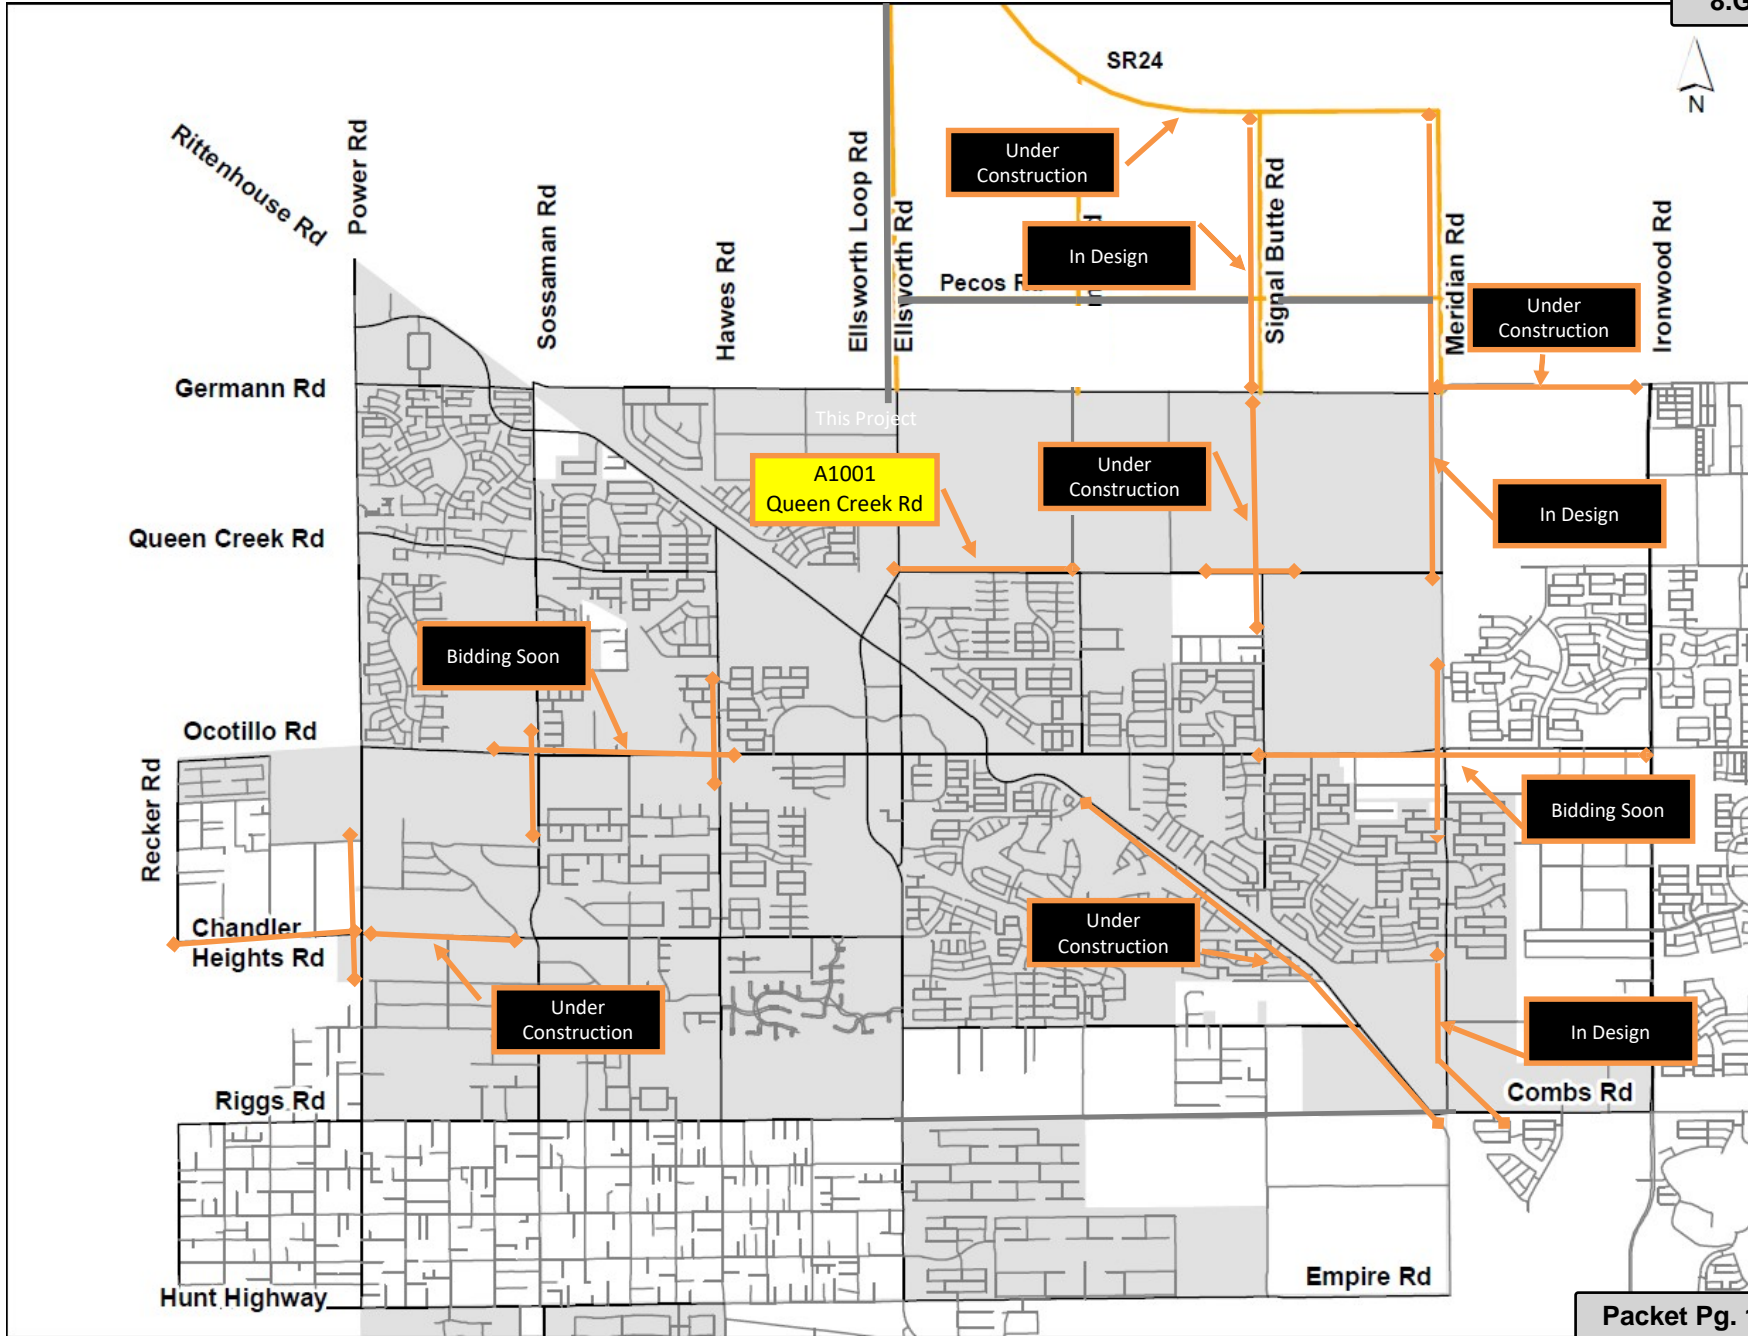 8.G
SR24
N
Rittenhouse Rd
Power Rd
Sossaman Rd
Hawes Rd
Ellsworth Loop Rd
Ellsworth Rd
Signal Butte Rd
Meridian Rd
Ironwood Rd
Under
Construction
In Design
Pecos
Under
Construction
Germann Rd
This Project
A1001
Queen Creek Rd
Under
Construction
In Design
Queen Creek Rd
Bidding Soon
Ocotillo Rd
Recker Rd
Bidding Soon
Chandler
Heights Rd
Under
Construction
Under
Construction
In Design
Riggs Rd
Combs Rd
Empire Rd
Hunt Highway
Packet Pg.